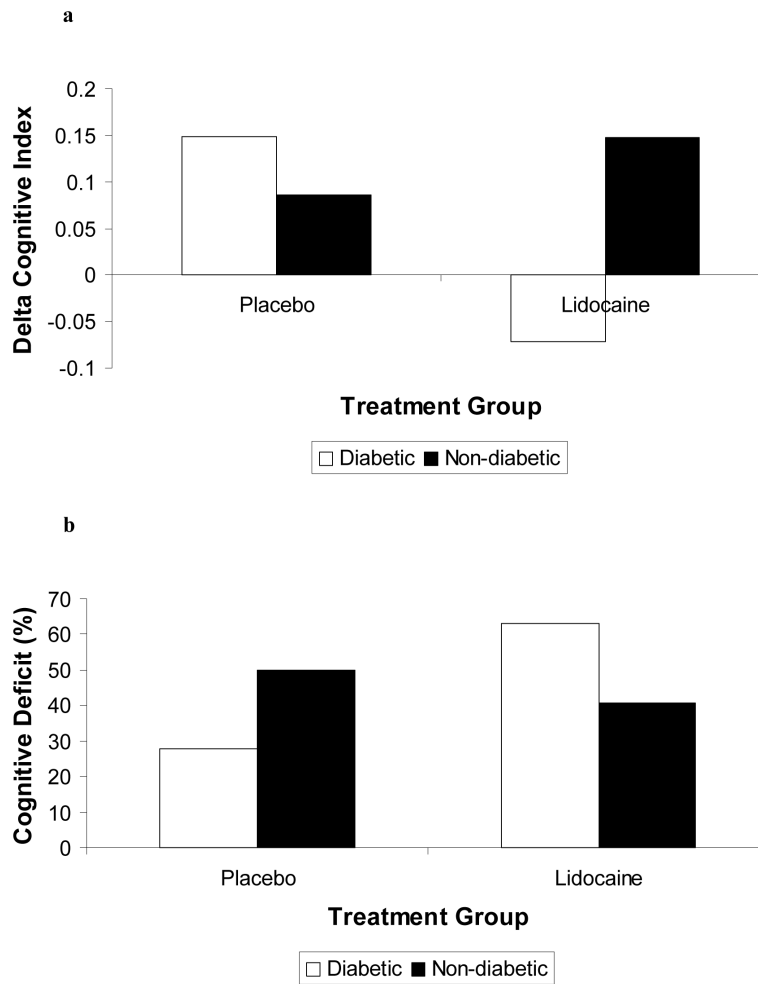 a
Delta Cognitive Index
0.2
0.15
0.1
0.05
0
-0.05
-0.1
Placebo
Lidocaine
Treatment Group
Diabetic Non-diabetic
b
Cognitive Deficit (%)
70
60
50
40
30
20
10
0
Placebo
Lidocaine
Treatment Group
Diabetic Non-diabetic